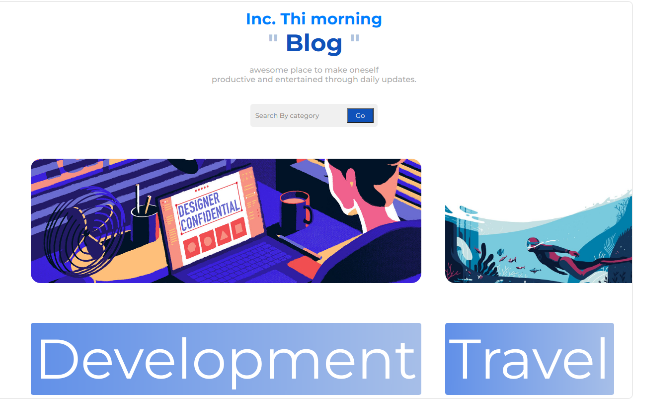 Inc. Thi morning
" Blog "
awesome place to make oneself
productive and entertained through daily updates.
Search By category
Go
DESIGNER
CONFIDENTIAL
Development
Travel